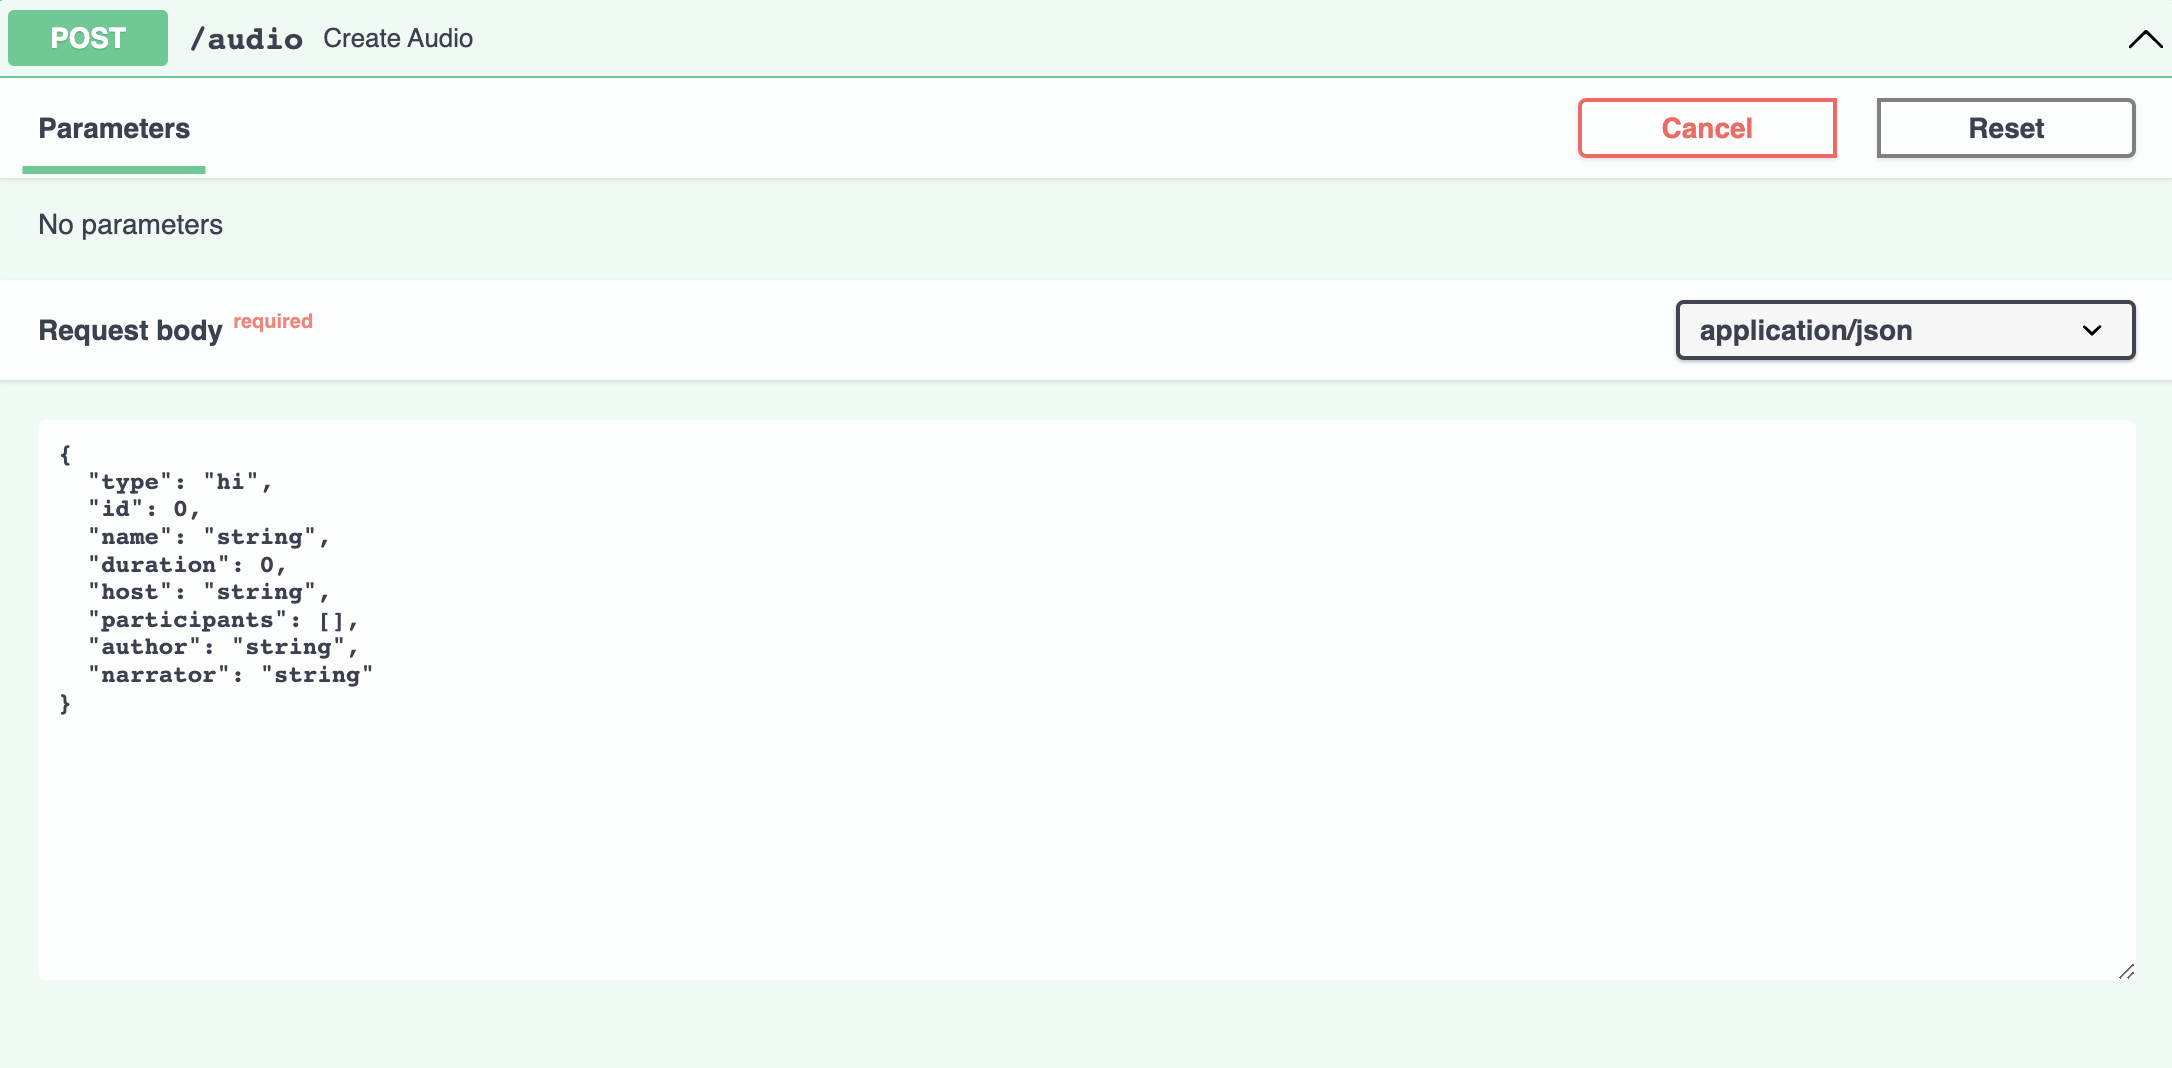 POST /audio Create Audio
Parameters
Cancel
Reset
No parameters
Request body required
application/json
{
  "type": "hi",
  "id": 0,
  "name": "string",
  "duration": 0,
  "host": "string",
  "participants": [],
  "author": "string",
  "narrator": "string"
}